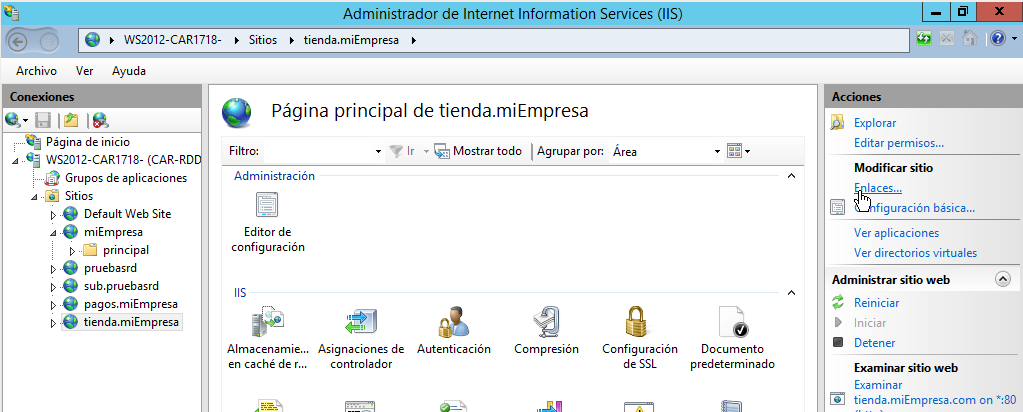 Administrador de Internet Information Services (IIS)
WS2012-CAR1718- Sitios tienda.miEmpresa
Archivo Ver Ayuda
Conexiones
Página de inicio
WS2012-CAR1718- (CAR-RDD
Grupos de aplicaciones
Sitios
Default Web Site
miEmpresa
principal
pruebasrd
sub.pruebasrd
pagos.miEmpresa
tienda.miEmpresa
Página principal de tienda.miEmpresa
Filtro: Ir Mostrar todo Agrupar por: Área
Administración
Editor de
configuración
IIS
Almacenamie...
en caché de r...
Asignaciones de
controlador
Autenticación
Compresión
Configuración
de SSL
Documento
predeterminado
Acciones
Explorar
Editar permisos...
Modificar sitio
Enlaces...
Configuración básica...
Ver aplicaciones
Ver directorios virtuales
Administrar sitio web
Reiniciar
Iniciar
Detener
Examinar sitio web
Examinar
tienda.miEmpresa.com on *:80